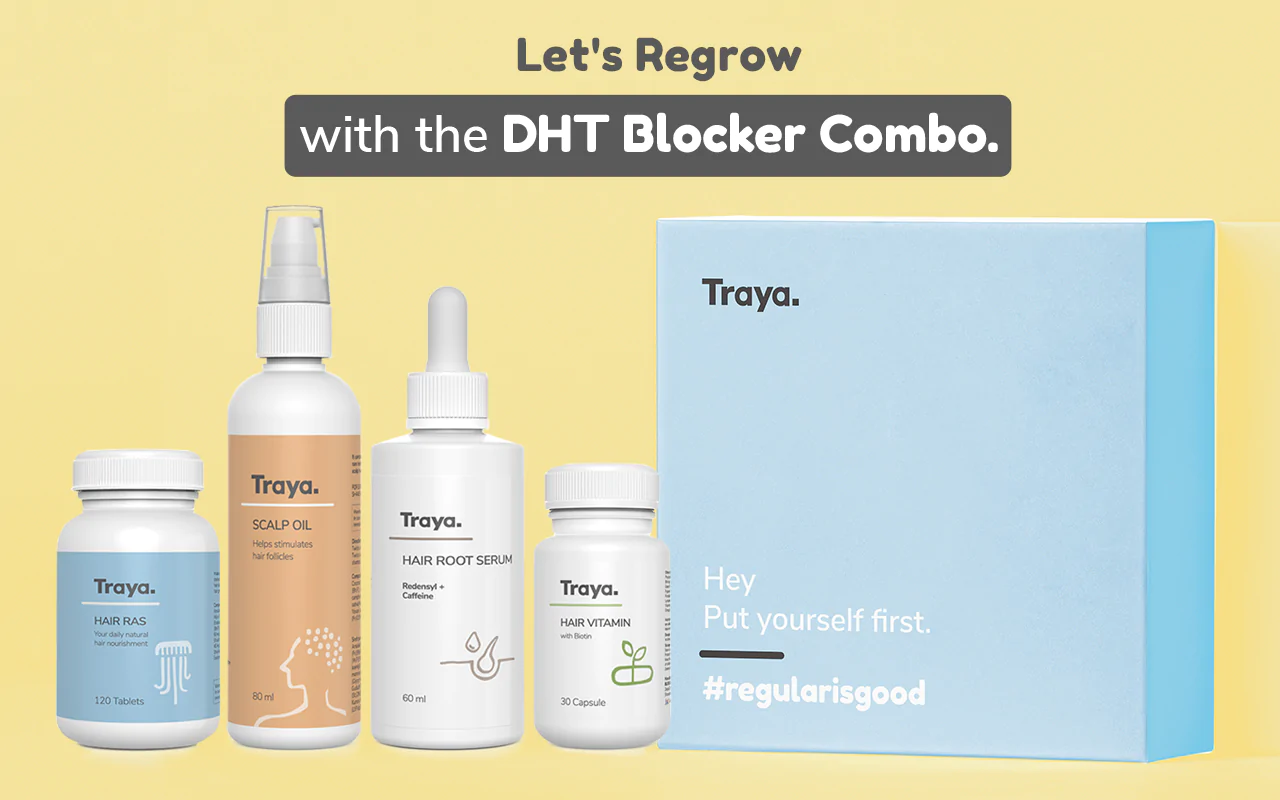 Let's Regrow
with the DHT Blocker Combo.
Traya.
HAIR RAS
Your daily natural
hair nourishment
120 Tablets
Traya.
SCALP OIL
Helps stimulates
hair follicles
80 ml
Traya.
HAIR ROOT SERUM
Redensyl +
Caffeine
60 ml
Traya.
HAIR VITAMIN
with Biotin
30 Capsule
Traya.
Hey
Put yourself first.
#regularisgood